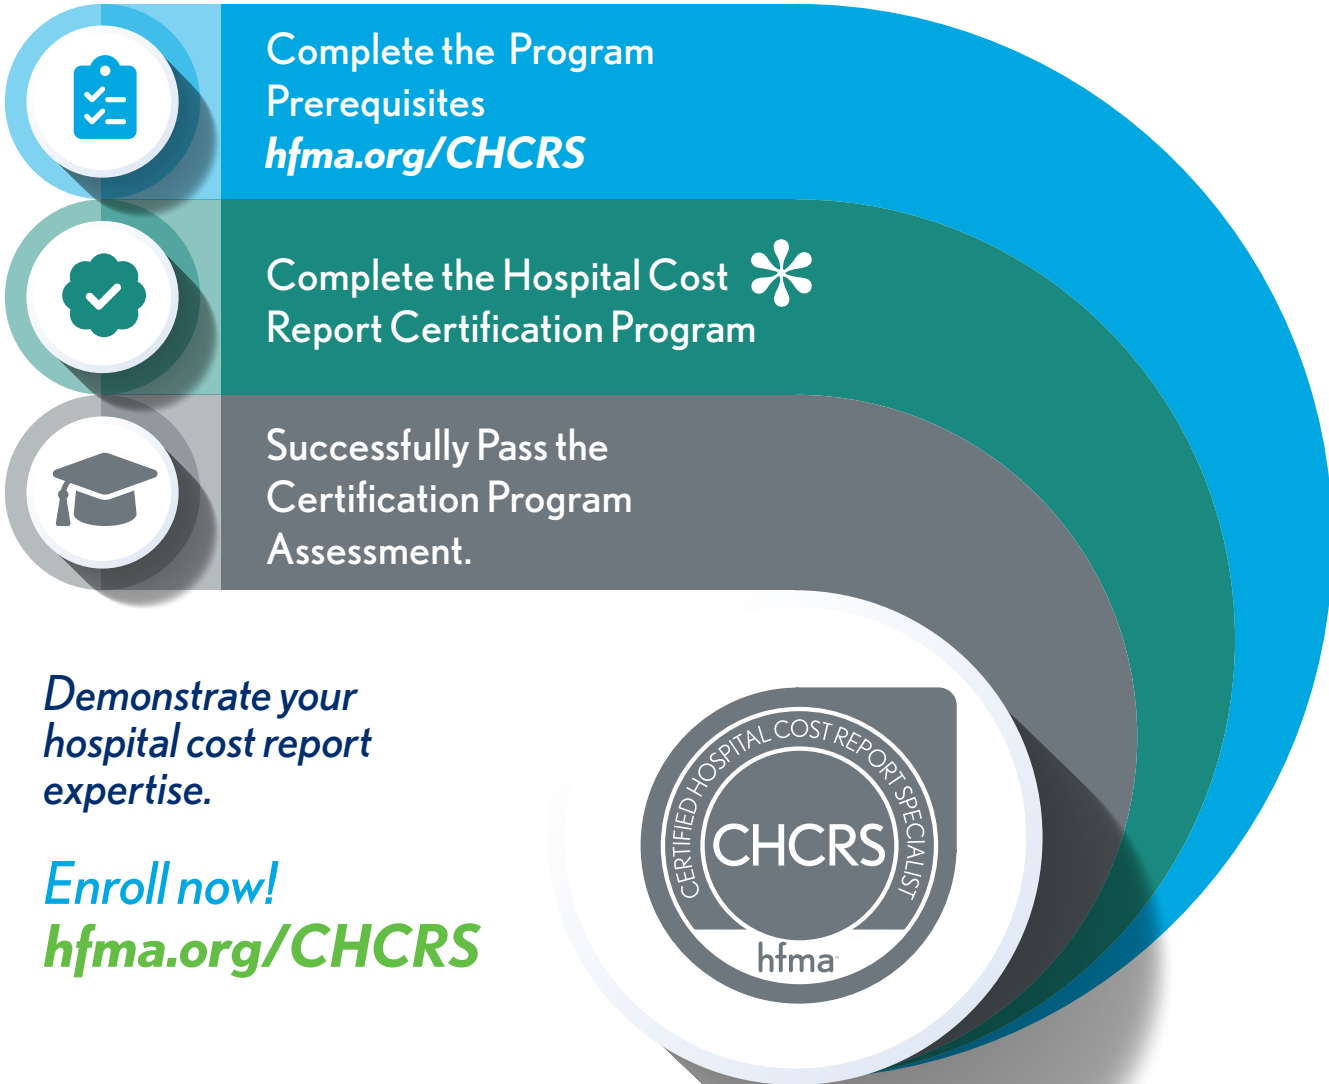 Complete the Program
Prerequisites
hfma.org/CHCRS
Complete the Hospital Cost *
Report Certification Program
Successfully Pass the
Certification Program
Assessment.
Demonstrate your
hospital cost report
expertise.
Enroll now!
hfma.org/CHCRS
CERTIFIED HOSPITAL COST REPORT SPECIALIST
CHCRS
hfma™